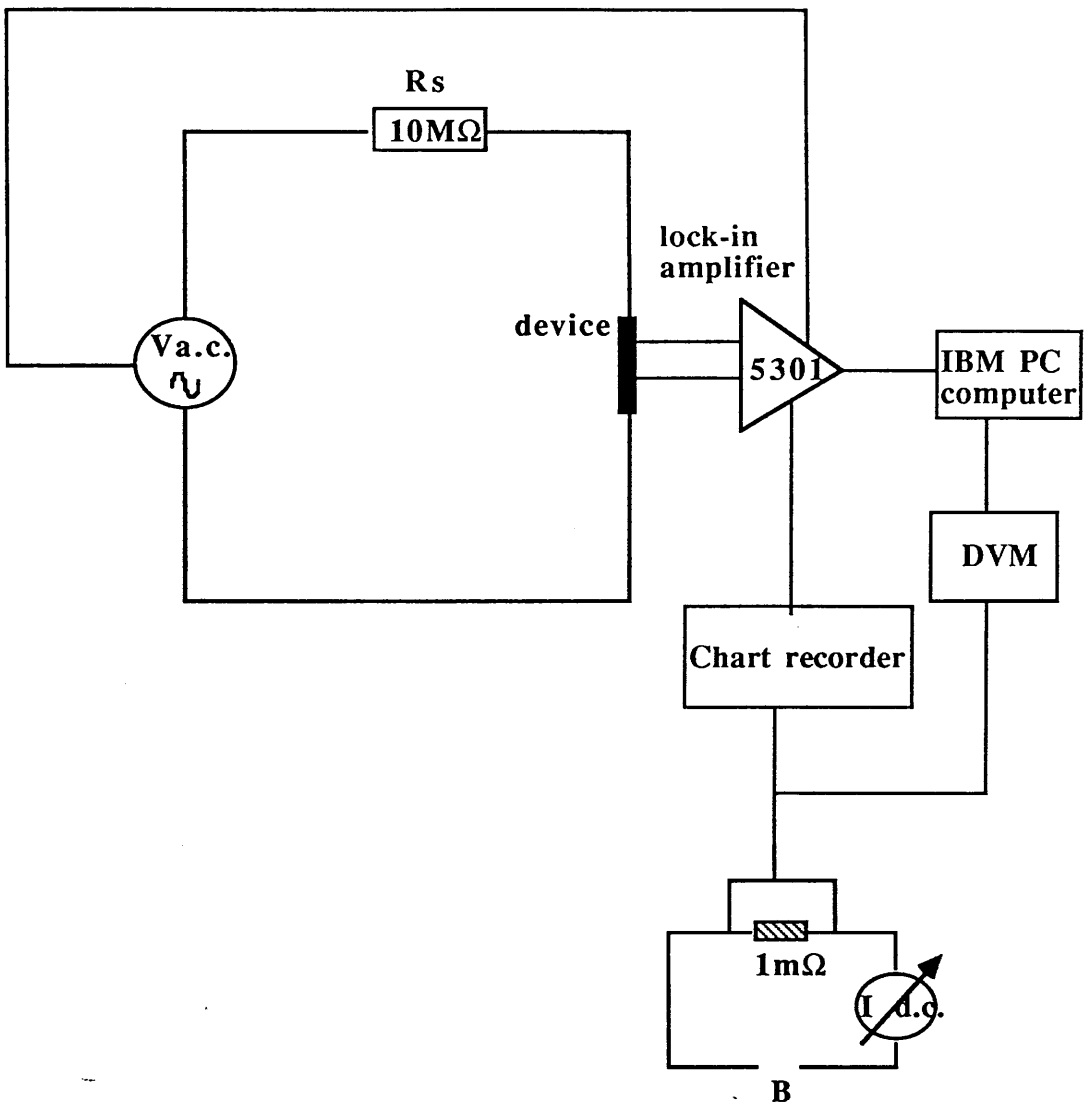 Rs
10MΩ
lock-in
amplifier
device
Va.c.
5301
IBM PC
computer
DVM
Chart recorder
1mΩ
I d.c.
B